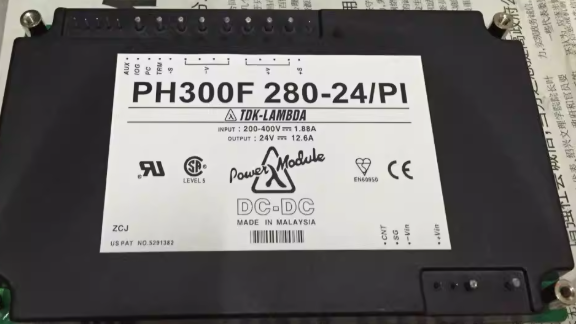 AUX
IOG
PC
TRM
-S
-V
+V
+S
PH300F 280-24/PI
TDK-LAMBDA
INPUT : 200-400V⎓ 1.88A
OUTPUT : 24V⎓ 12.6A
SA
LEVEL 5
Power Module
EN60950
CE
DC-DC
MADE IN MALAYSIA
ZCJ
US PAT NO.5291382
CNT
SG
-Vin
+Vin